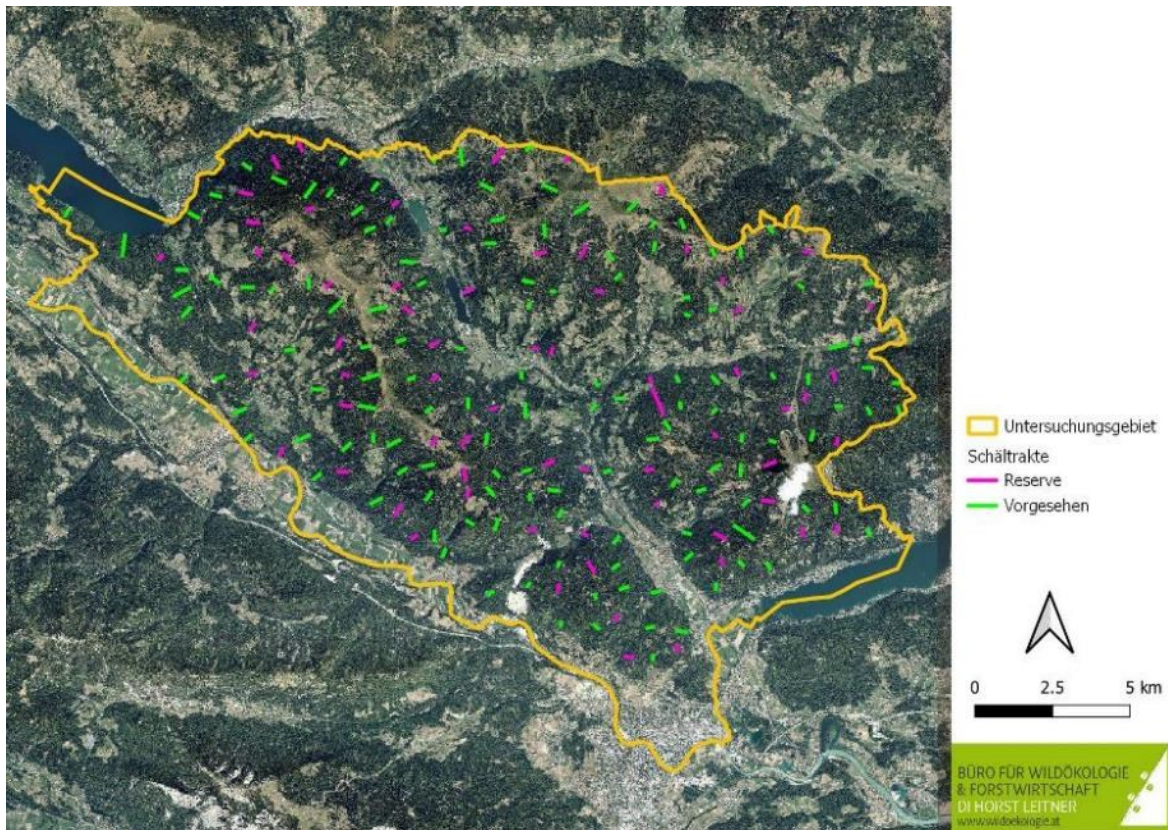 Untersuchungsgebiet
Schältrakte
Reserve
Vorgesehen
0 2.5 5 km
BÜRO FÜR WILDÖKOLOGIE
& FORSTWIRTSCHAFT
DI HORST LEITNER
www.wildoekologie.at